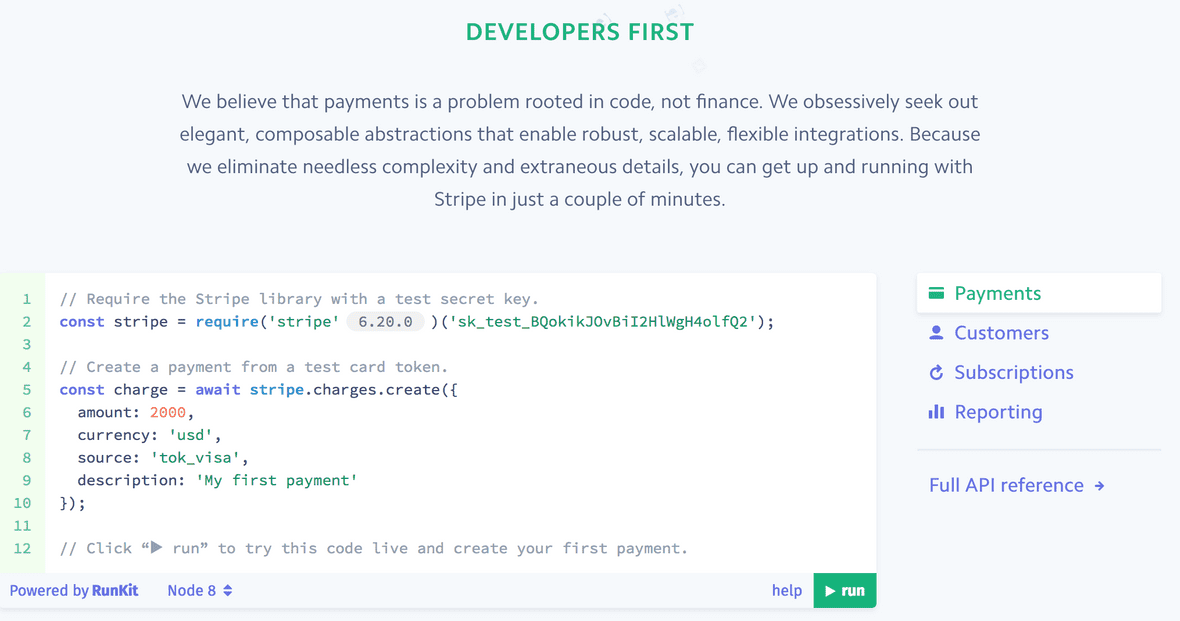 DEVELOPERS FIRST
We believe that payments is a problem rooted in code, not finance. We obsessively seek out
elegant, composable abstractions that enable robust, scalable, flexible integrations. Because
we eliminate needless complexity and extraneous details, you can get up and running with
Stripe in just a couple of minutes.
1 // Require the Stripe library with a test secret key.
2 const stripe = require('stripe' 6.20.0 )('sk_test_BQokikJOvBiI2HlWgH4olfQ2');
3
4 // Create a payment from a test card token.
5 const charge = await stripe.charges.create({
6   amount: 2000,
7   currency: 'usd',
8   source: 'tok_visa',
9   description: 'My first payment'
10 });
11
12 // Click “▶ run” to try this code live and create your first payment.
Powered by RunKit Node 8 help ▶ run
Payments
Customers
Subscriptions
Reporting
Full API reference →